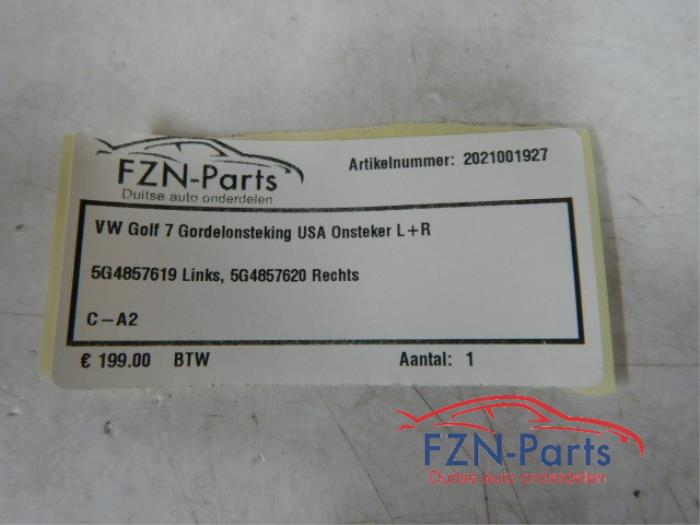 FZN-Parts
Duitse auto onderdelen
Artikelnummer: 2021001927
VW Golf 7 Gordelonsteking USA Onsteker L+R
5G4857619 Links, 5G4857620 Rechts
C-A2
€ 199.00 BTW
Aantal: 1
FZN-Parts
Duitse auto onderdelen